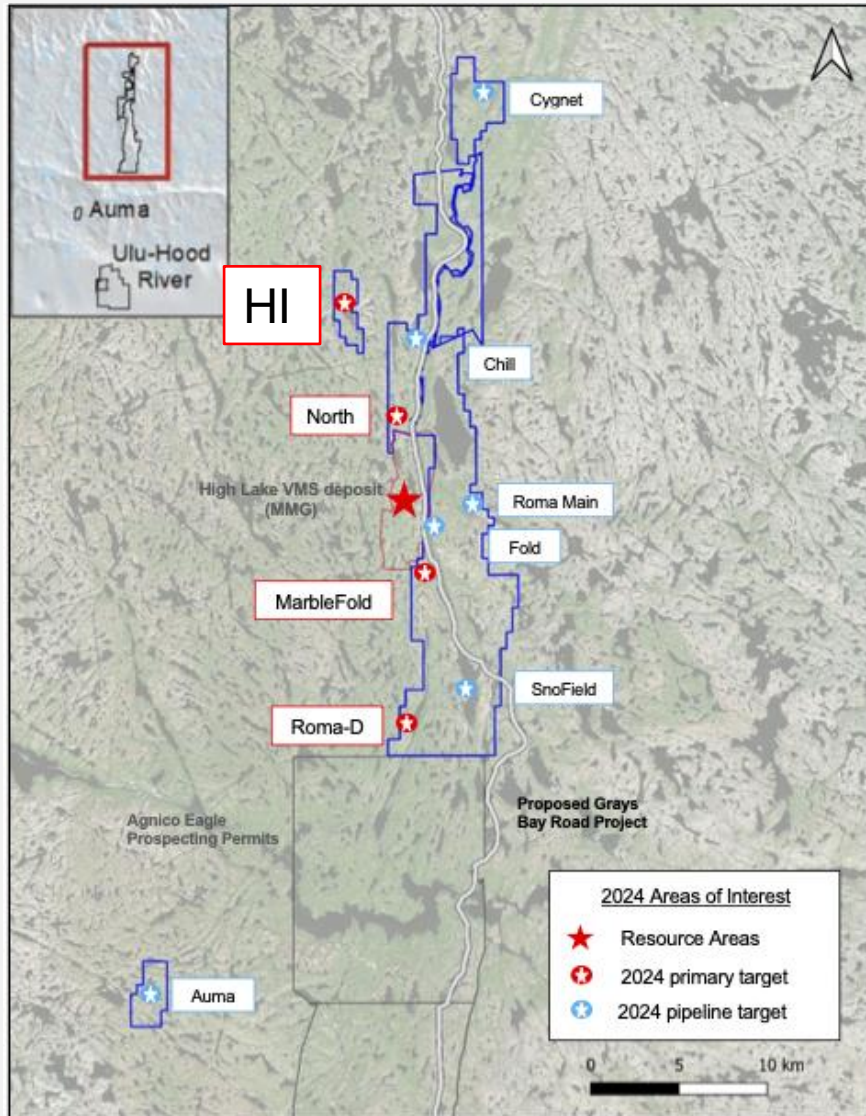 Auma
Ulu-Hood
River
Cygnet
HI
Chill
North
High Lake VMS deposit
(MMG)
Roma Main
Fold
MarbleFold
SnoField
Roma-D
Agnico Eagle
Prospecting Permits
Proposed Grays
Bay Road Project
Auma
2024 Areas of Interest
Resource Areas
2024 primary target
2024 pipeline target
0 5 10 km